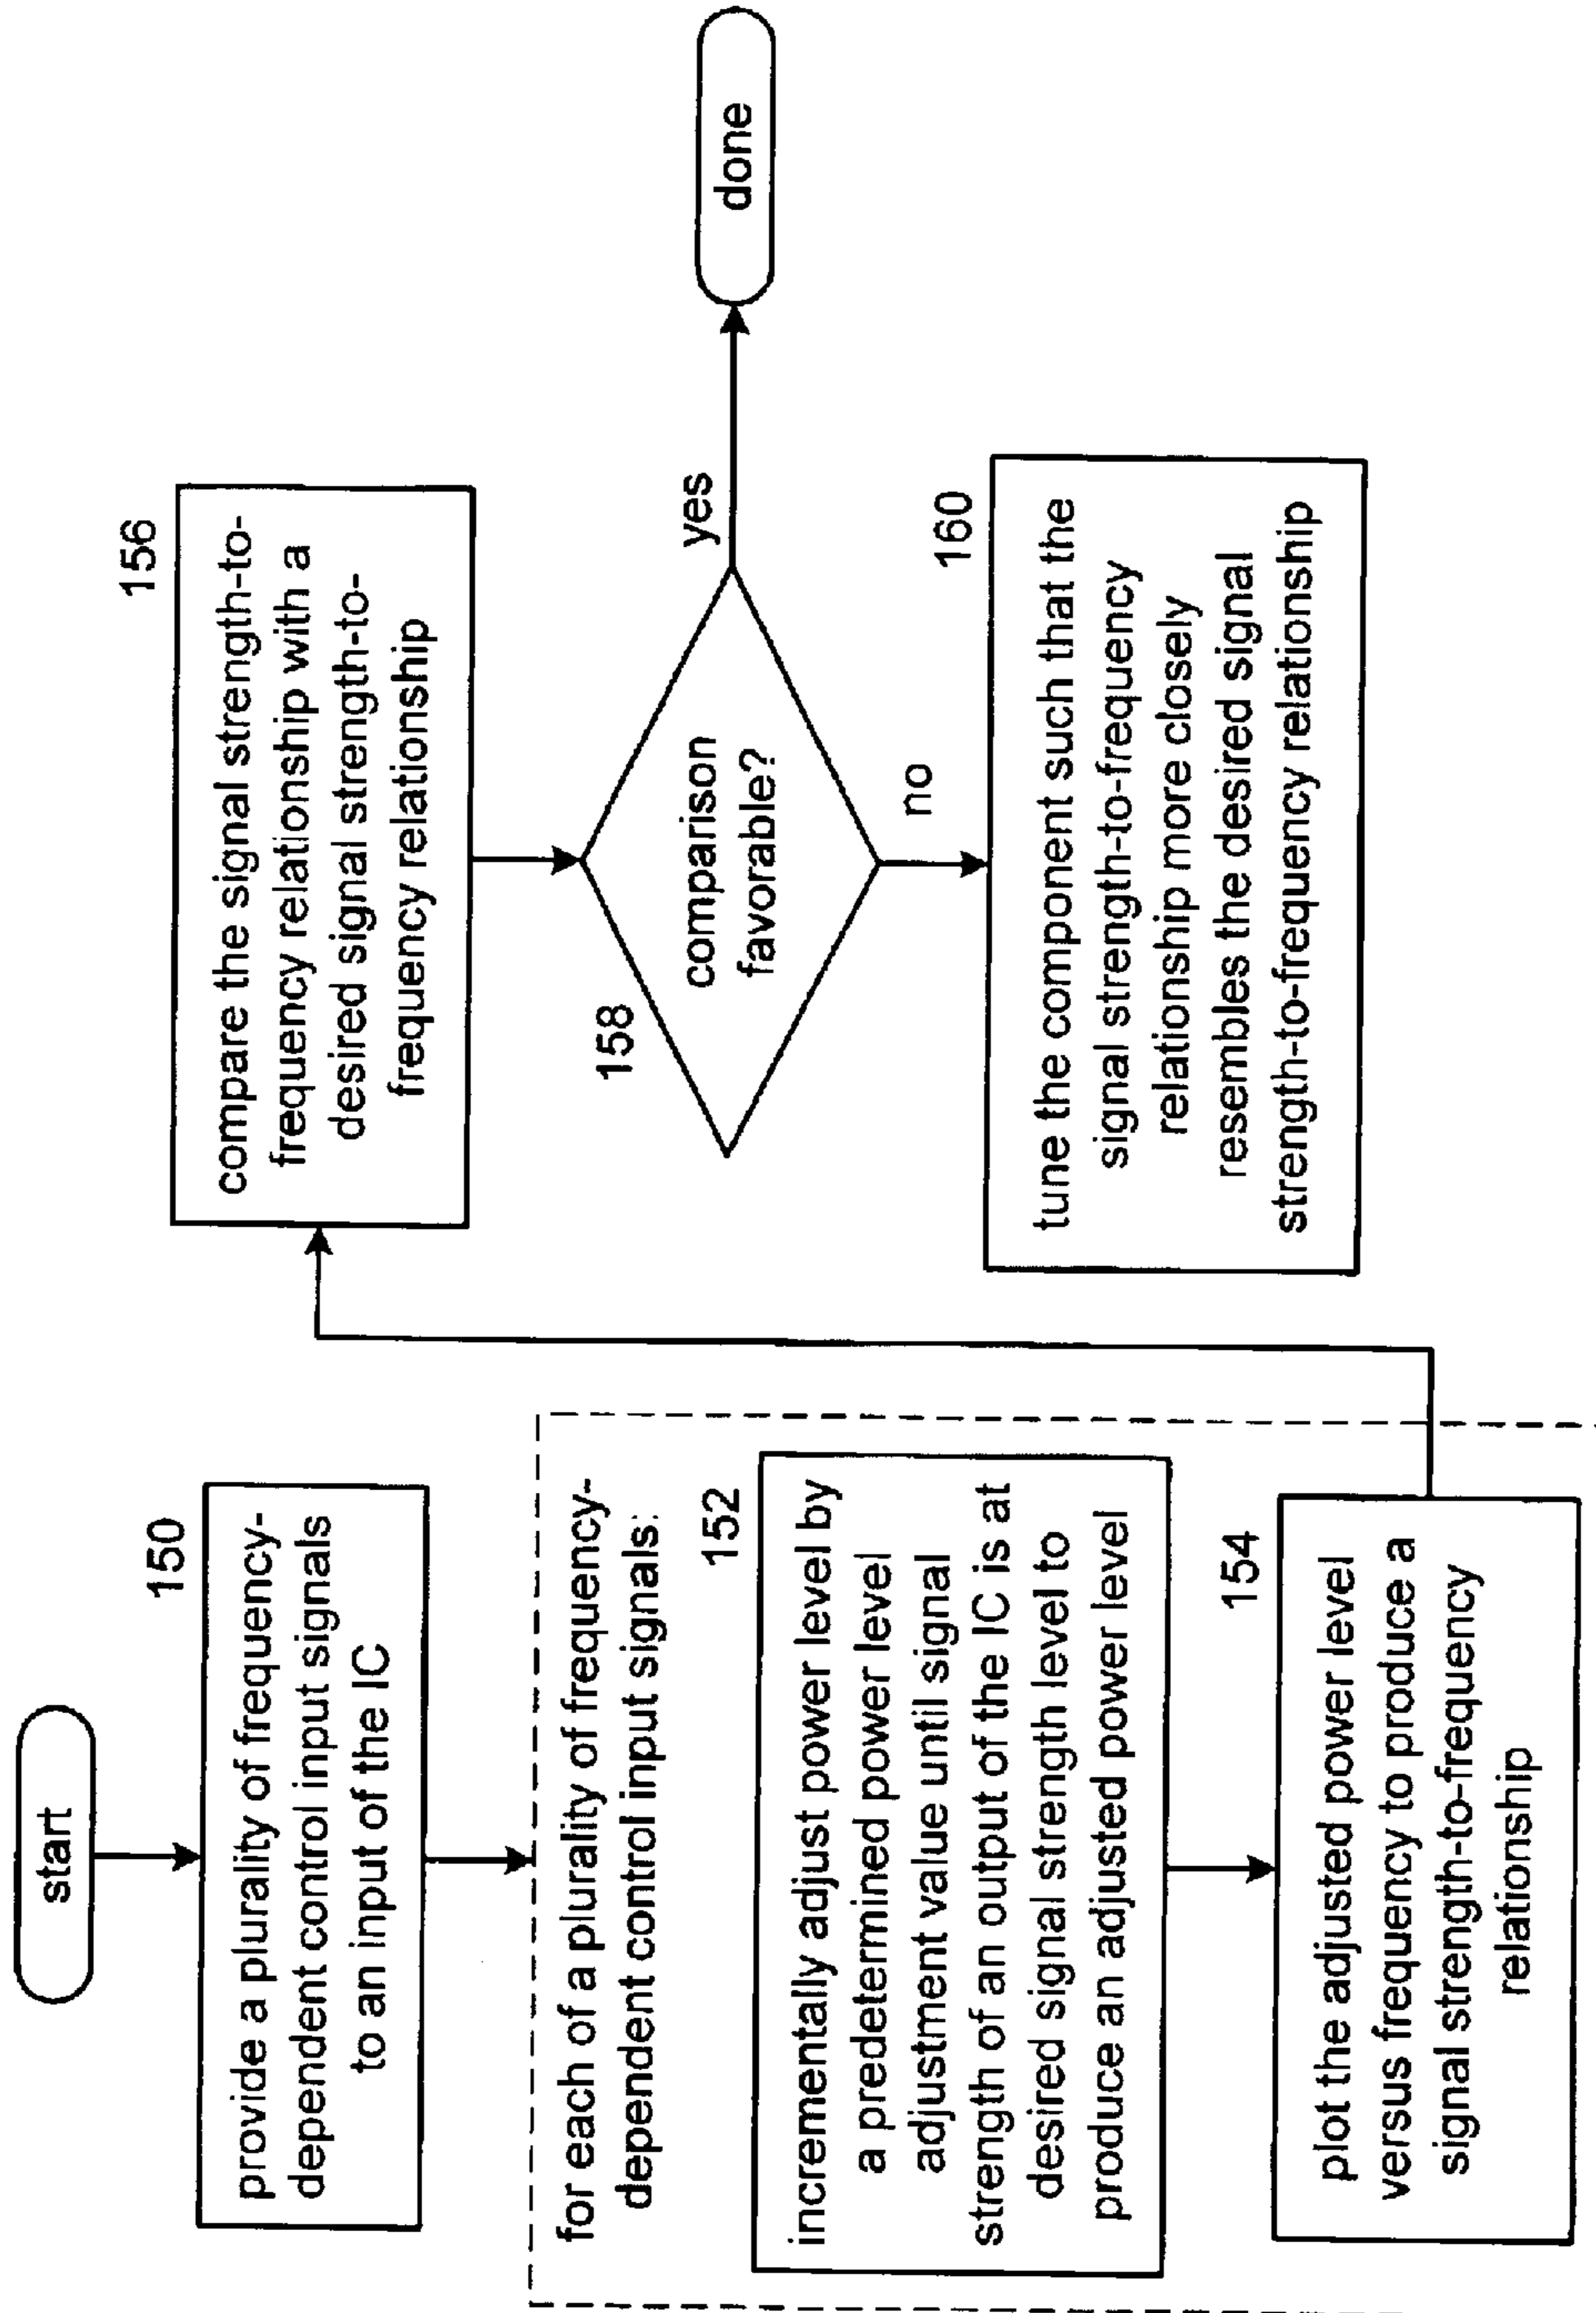 start
150
provide a plurality of frequency-
dependent control input signals
to an input of the IC
for each of a plurality of frequency-
dependent control input signals:
152
incrementally adjust power level by
a predetermined power level
adjustment value until signal
strength of an output of the IC is at
desired signal strength level to
produce an adjusted power level
154
plot the adjusted power level
versus frequency to produce a
signal strength-to-frequency
relationship
156
compare the signal strength-to-
frequency relationship with a
desired signal strength-to-
frequency relationship
158
comparison
favorable?
yes
done
no
160
tune the component such that the
signal strength-to-frequency
relationship more closely
resembles the desired signal
strength-to-frequency relationship